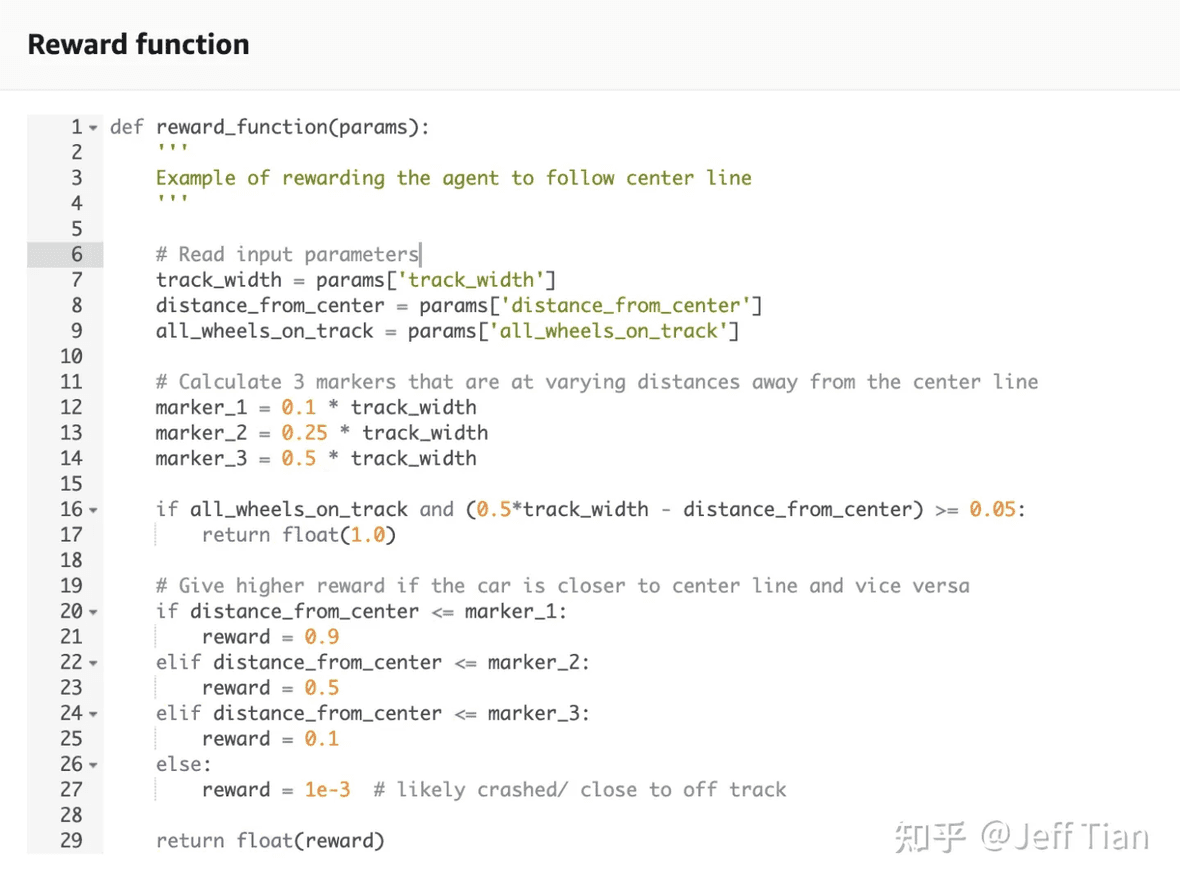 Reward function
1 def reward_function(params):
2 '''
3 Example of rewarding the agent to follow center line
4 '''
5
6 # Read input parameters
7 track_width = params['track_width']
8 distance_from_center = params['distance_from_center']
9 all_wheels_on_track = params['all_wheels_on_track']
10
11 # Calculate 3 markers that are at varying distances away from the center line
12 marker_1 = 0.1 * track_width
13 marker_2 = 0.25 * track_width
14 marker_3 = 0.5 * track_width
15
16 if all_wheels_on_track and (0.5*track_width - distance_from_center) >= 0.05:
17 return float(1.0)
18
19 # Give higher reward if the car is closer to center line and vice versa
20 if distance_from_center <= marker_1:
21 reward = 0.9
22 elif distance_from_center <= marker_2:
23 reward = 0.5
24 elif distance_from_center <= marker_3:
25 reward = 0.1
26 else:
27 reward = 1e-3 # likely crashed/ close to off track
28
29 return float(reward)
知乎 @Jeff Tian